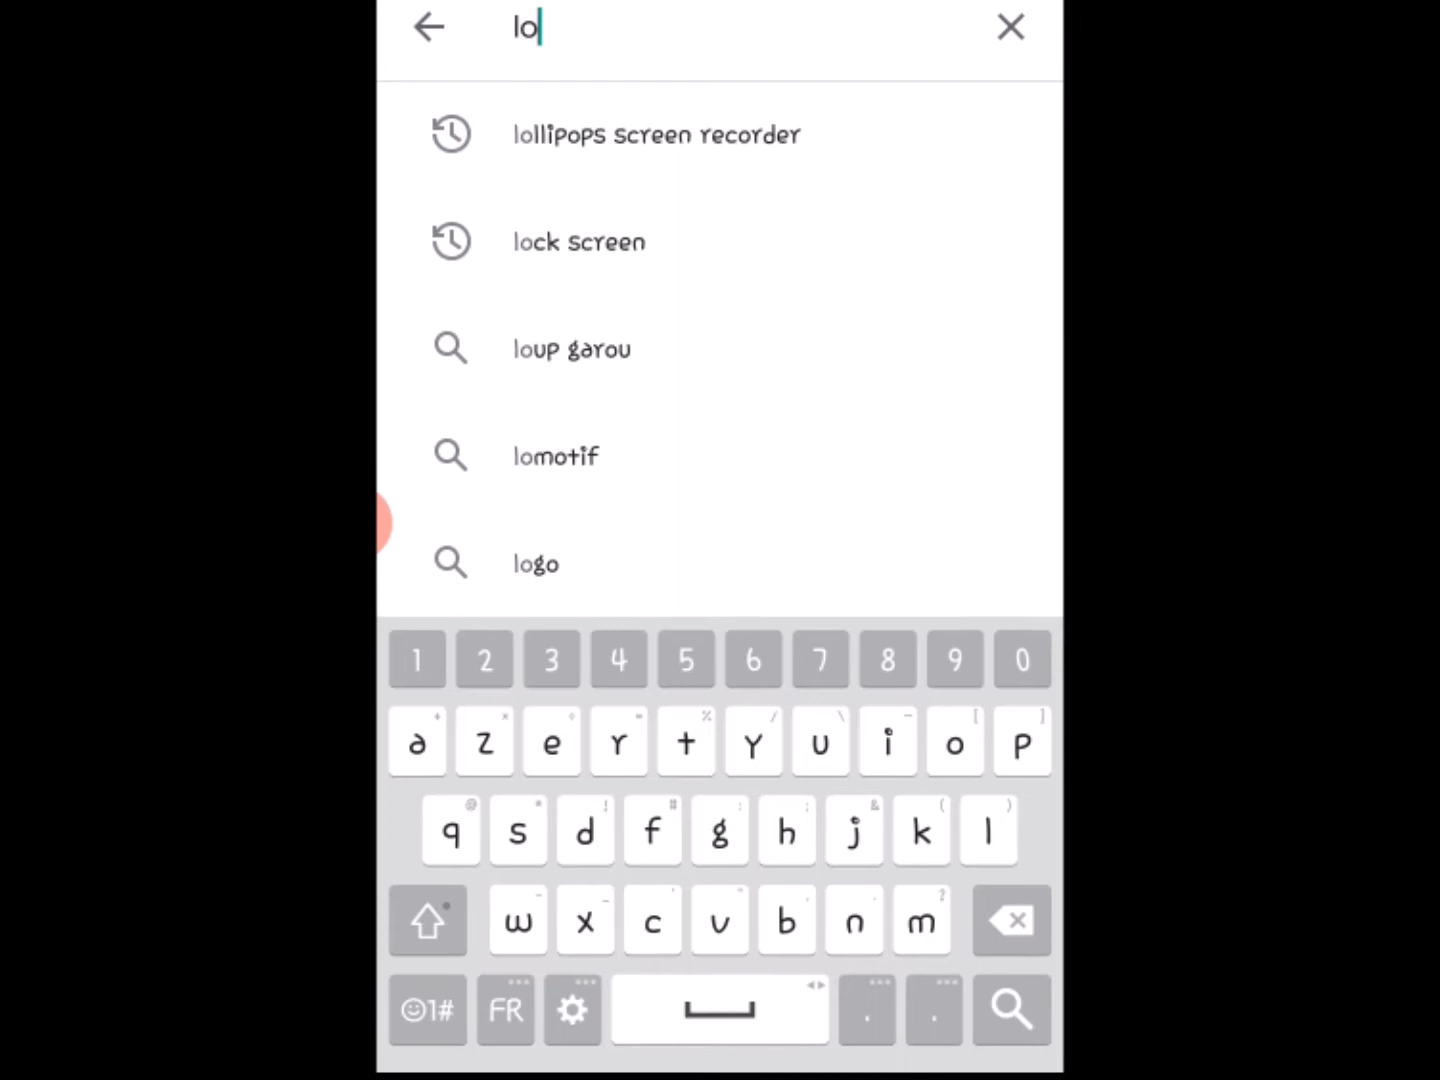 lo
lollipops screen recorder
lock screen
loup garou
lomotif
logo
1 2 3 4 5 6 7 8 9 0
a z e r t y u i o p
q s d f g h j k l
w x c v b n m
1# FR . .